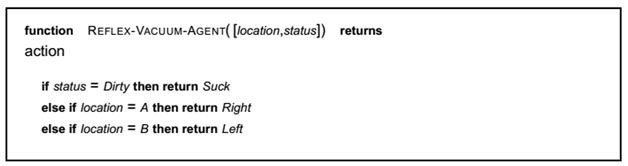 function REFLEX-VACUUM-AGENT( [location,status]) returns
action
if status = Dirty then return Suck
else if location = A then return Right
else if location = B then return Left